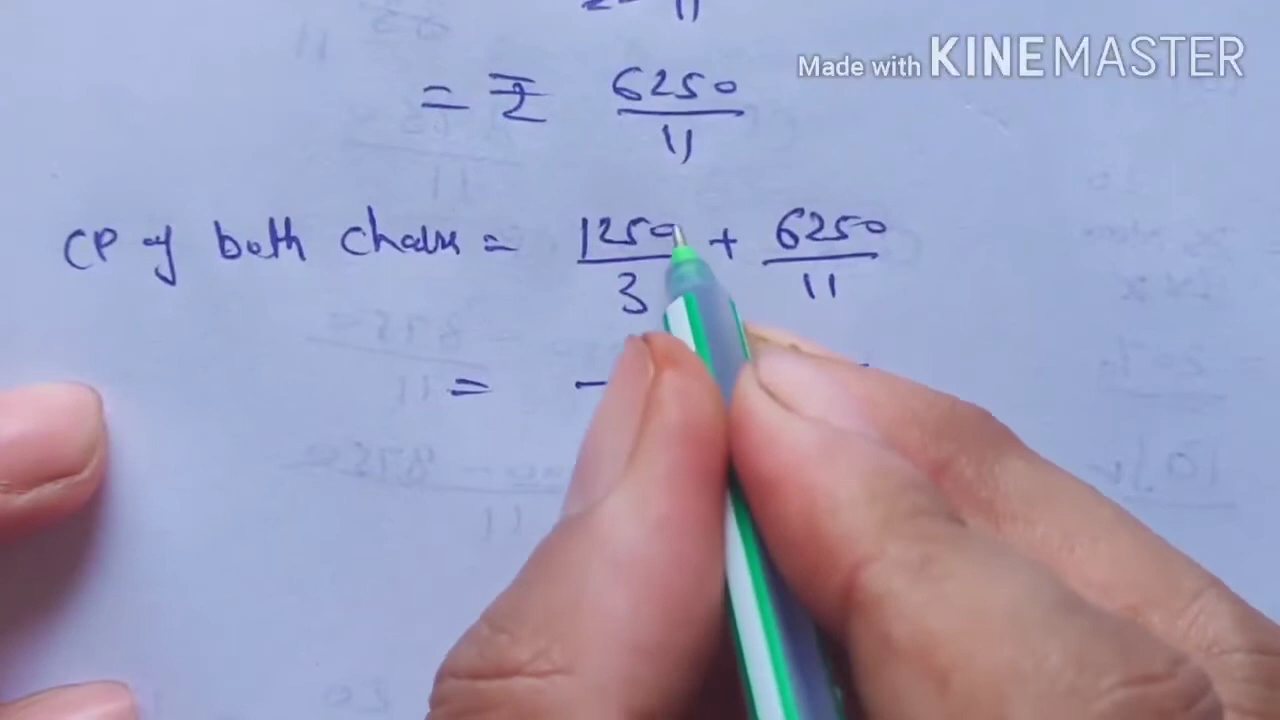 Made with KINEMASTER
= ₹ 6250/11
CP of both chairs = 1250/3 + 6250/11
=